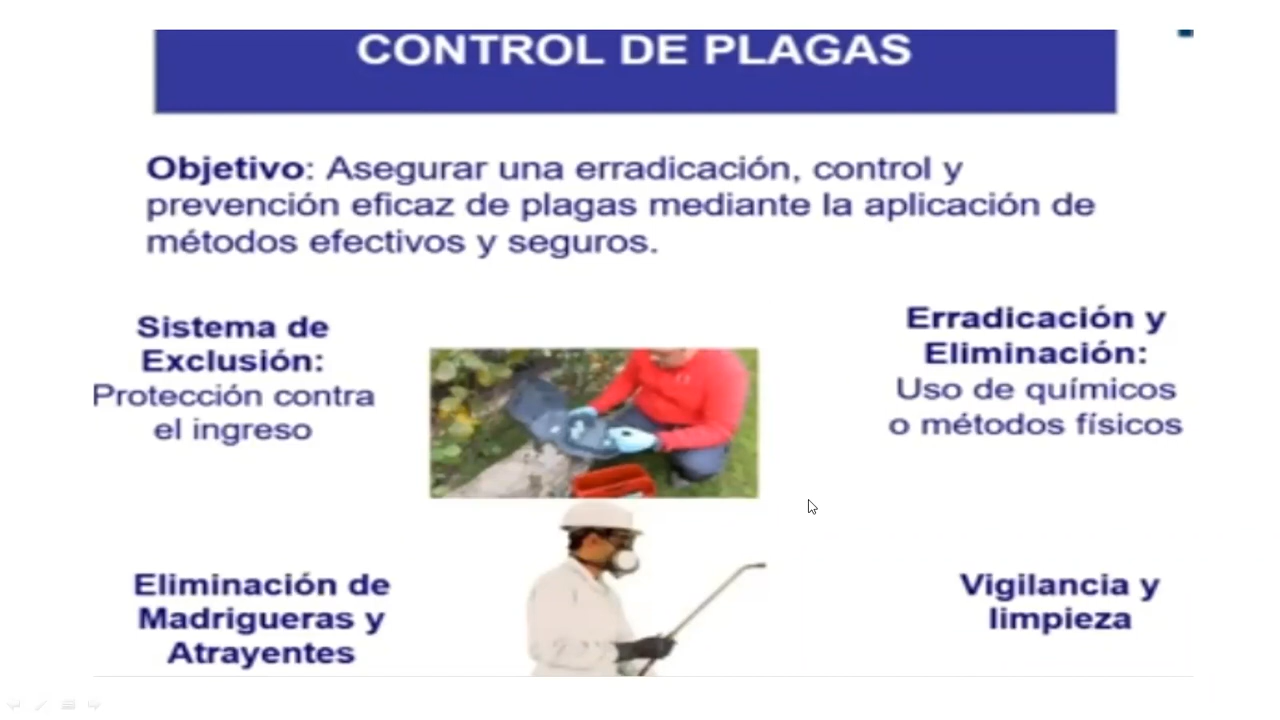 CONTROL DE PLAGAS
Objetivo: Asegurar una erradicación, control y
prevención eficaz de plagas mediante la aplicación de
métodos efectivos y seguros.
Sistema de
Exclusión:
Protección contra
el ingreso
Erradicación y
Eliminación:
Uso de químicos
o métodos físicos
Eliminación de
Madrigueras y
Atrayentes
Vigilancia y
limpieza